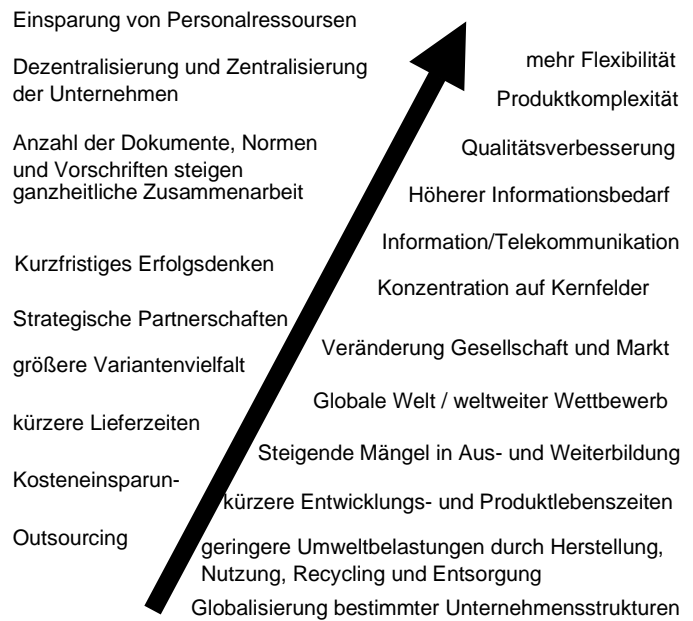 Einsparung von Personalressoursen
Dezentralisierung und Zentralisierung
der Unternehmen
Anzahl der Dokumente, Normen
und Vorschriften steigen
ganzheitliche Zusammenarbeit
Kurzfristiges Erfolgsdenken
Strategische Partnerschaften
größere Variantenvielfalt
kürzere Lieferzeiten
Kosteneinsparun-
Outsourcing
mehr Flexibilität
Produktkomplexität
Qualitätsverbesserung
Höherer Informationsbedarf
Information/Telekommunikation
Konzentration auf Kernfelder
Veränderung Gesellschaft und Markt
Globale Welt / weltweiter Wettbewerb
Steigende Mängel in Aus- und Weiterbildung
kürzere Entwicklungs- und Produktlebenszeiten
geringere Umweltbelastungen durch Herstellung,
Nutzung, Recycling und Entsorgung
Globalisierung bestimmter Unternehmensstrukturen